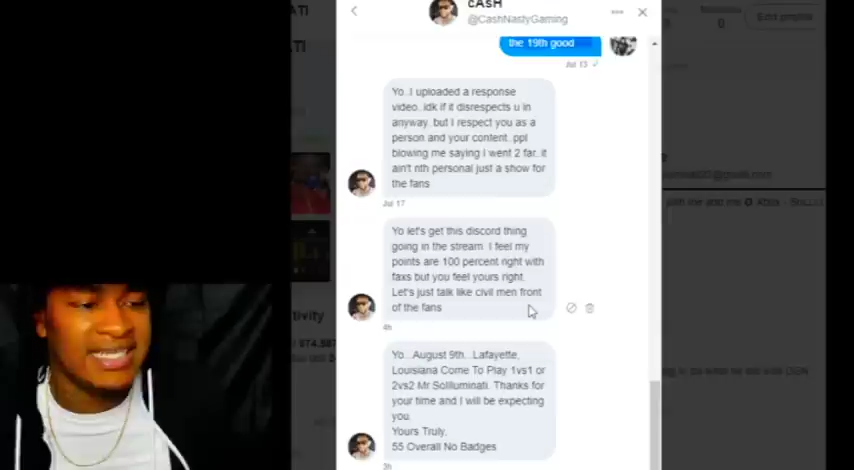 cAsH
@CashNastyGaming
Edit profile
0
the 19th good
Jul 13
Yo..I uploaded a response
video..idk if it disrespects u in
anyway..but I respect you as a
person and your content..ppl
blowing me saying I went 2 far. it
ain't nth personal just a show for
the fans
Jul 17
Yo let's get this discord thing
going in the stream. I feel my
points are 100 percent right with
faxs but you feel yours right.
Let's just talk like civil men front
of the fans
4h
Yo...August 9th...Lafayette,
Louisiana Come To Play 1vs1 or
2vs2 Mr Solilluminati. Thanks for
your time and I will be expecting
you.
Yours Truly,
55 Overall No Badges
3h